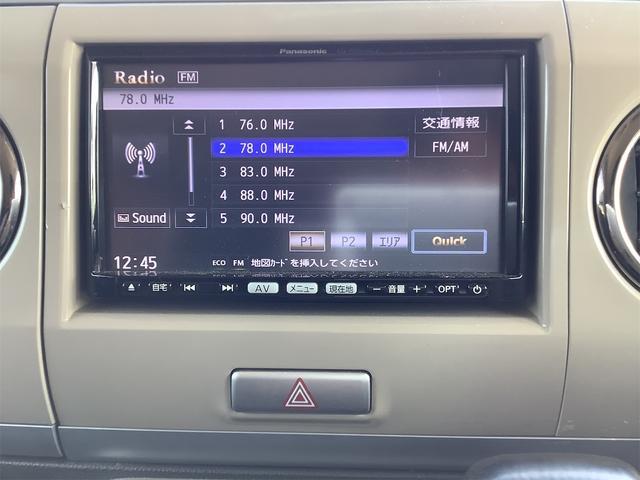 Panasonic
Radio FM
78.0 MHz
1 76.0 MHz 交通情報
2 78.0 MHz FM/AM
3 83.0 MHz
4 88.0 MHz
Sound 5 90.0 MHz
P1 P2 エリア Quick
12:45 ECO FM 地図カードを挿入してください
自宅 AV メニュー 現在地 − 音量 + OPT